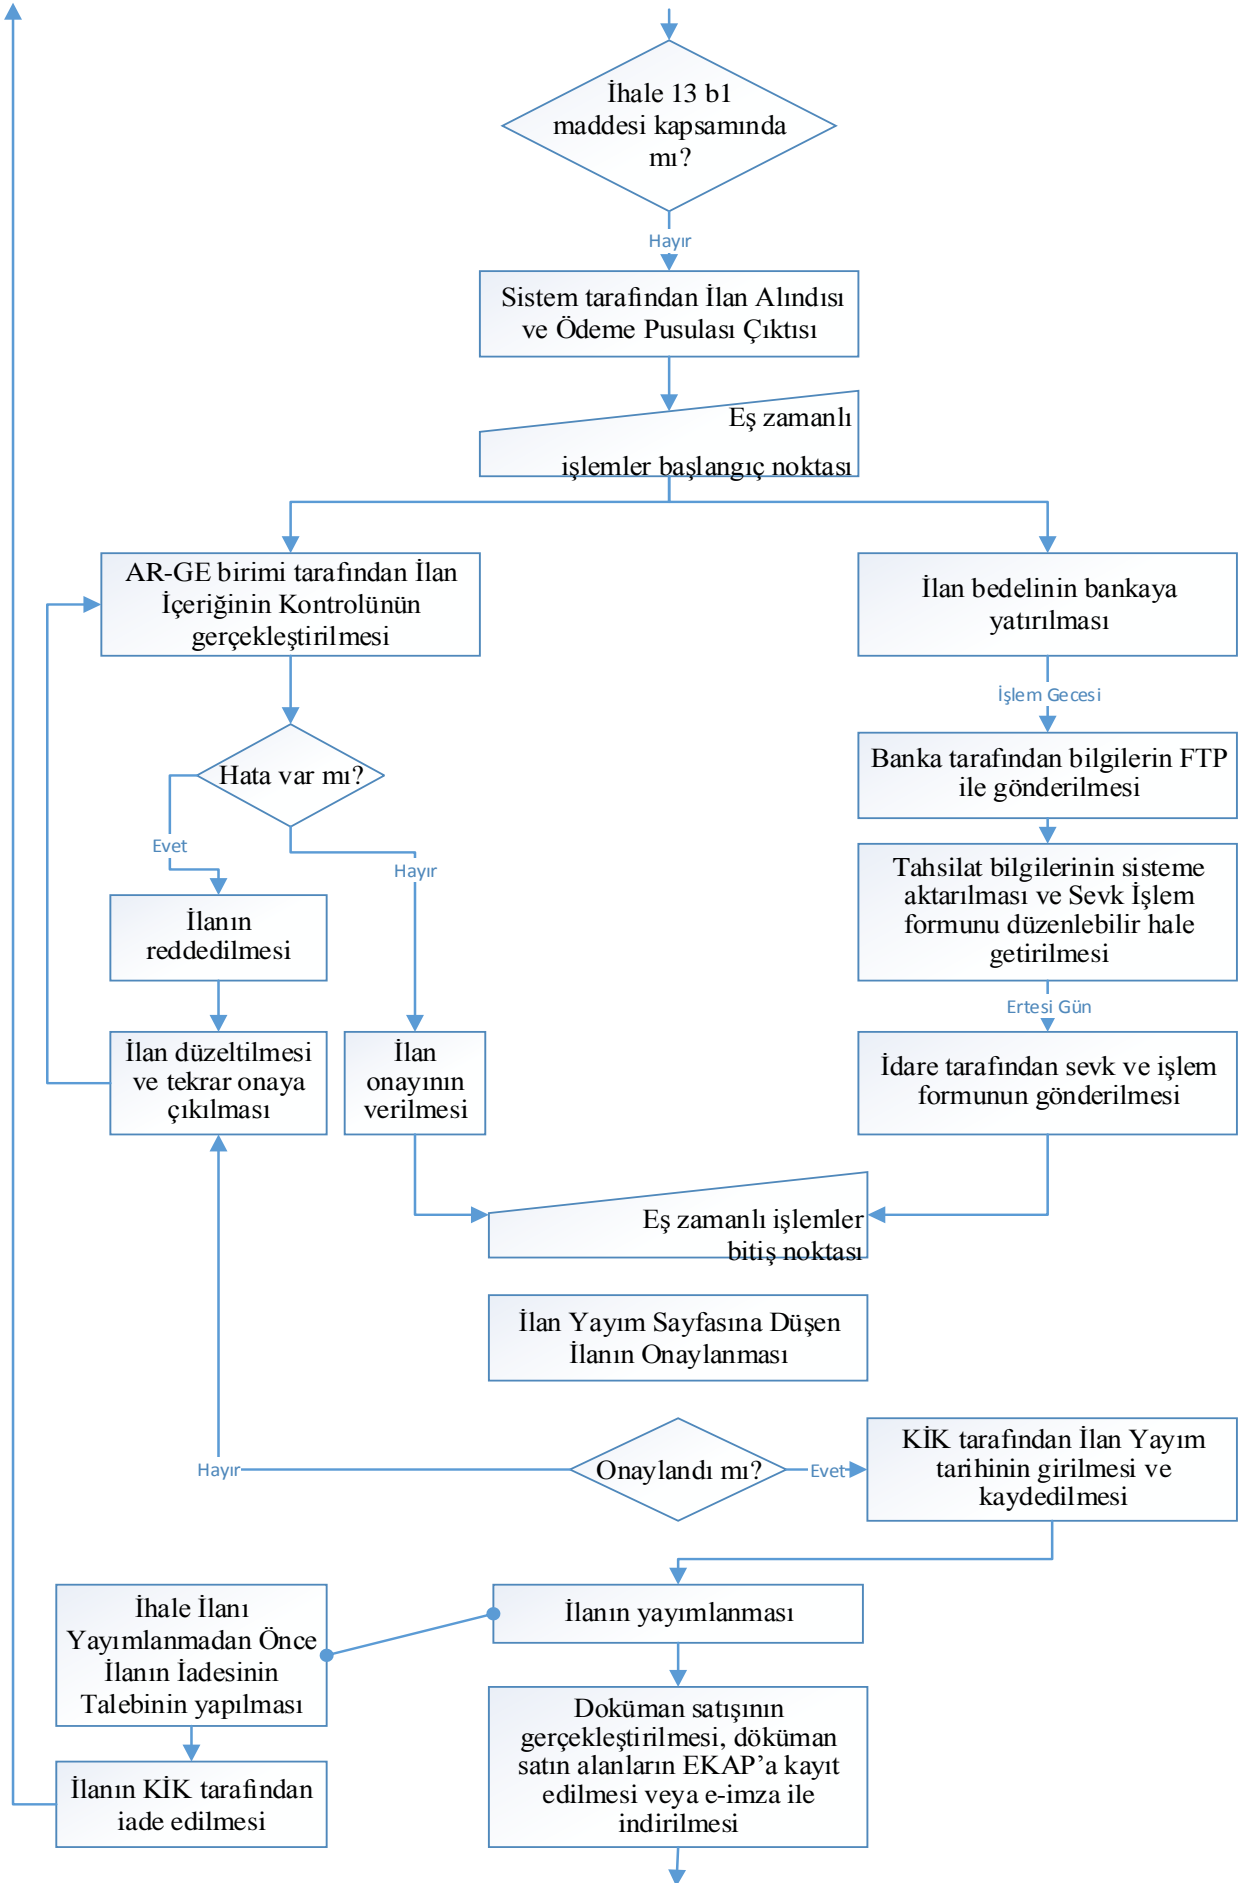 İhale 13 b1
maddesi kapsamında
mı?
Hayır
Sistem tarafından İlan Alındısı
ve Ödeme Pusulası Çıktısı
Eş zamanlı
işlemler başlangıç noktası
AR-GE birimi tarafından İlan
İçeriğinin Kontrolünün
gerçekleştirilmesi
İlan bedelinin bankaya
yatırılması
İşlem Gecesi
Hata var mı?
Banka tarafından bilgilerin FTP
ile gönderilmesi
Evet
Hayır
Tahsilat bilgilerinin sisteme
aktarılması ve Sevk İşlem
formunu düzenlebilir hale
getirilmesi
İlanın
reddedilmesi
Ertesi Gün
İlan düzeltilmesi
ve tekrar onaya
çıkılması
İlan
onayının
verilmesi
İdare tarafından sevk ve işlem
formunun gönderilmesi
Eş zamanlı işlemler
bitiş noktası
İlan Yayım Sayfasına Düşen
İlanın Onaylanması
Hayır
Onaylandı mı?
Evet
KİK tarafından İlan Yayım
tarihinin girilmesi ve
kaydedilmesi
İhale İlanı
Yayımlanmadan Önce
İlanın İadesinin
Talebinin yapılması
İlanın yayımlanması
İlanın KİK tarafından
iade edilmesi
Doküman satışının
gerçekleştirilmesi, döküman
satın alanların EKAP’a kayıt
edilmesi veya e-imza ile
indirilmesi